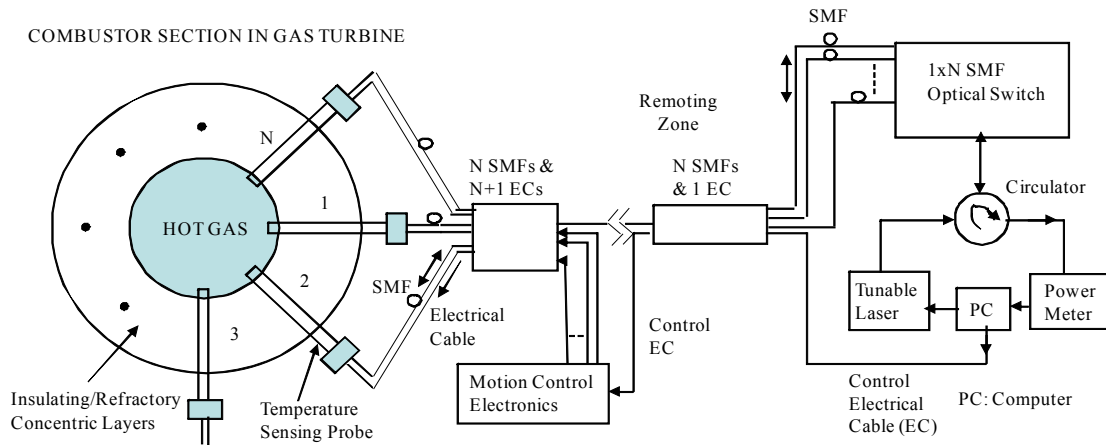 COMBUSTOR SECTION IN GAS TURBINE
SMF
1xN SMF
Optical Switch
Remoting
Zone
N
N SMFs &
N+1 ECs
N SMFs
& 1 EC
1
Circulator
HOT GAS
2
SMF
Tunable
Laser
PC
Power
Meter
3
Electrical
Cable
Control
EC
Insulating/Refractory
Concentric Layers
Temperature
Sensing Probe
Motion Control
Electronics
Control
Electrical
Cable (EC)
PC: Computer